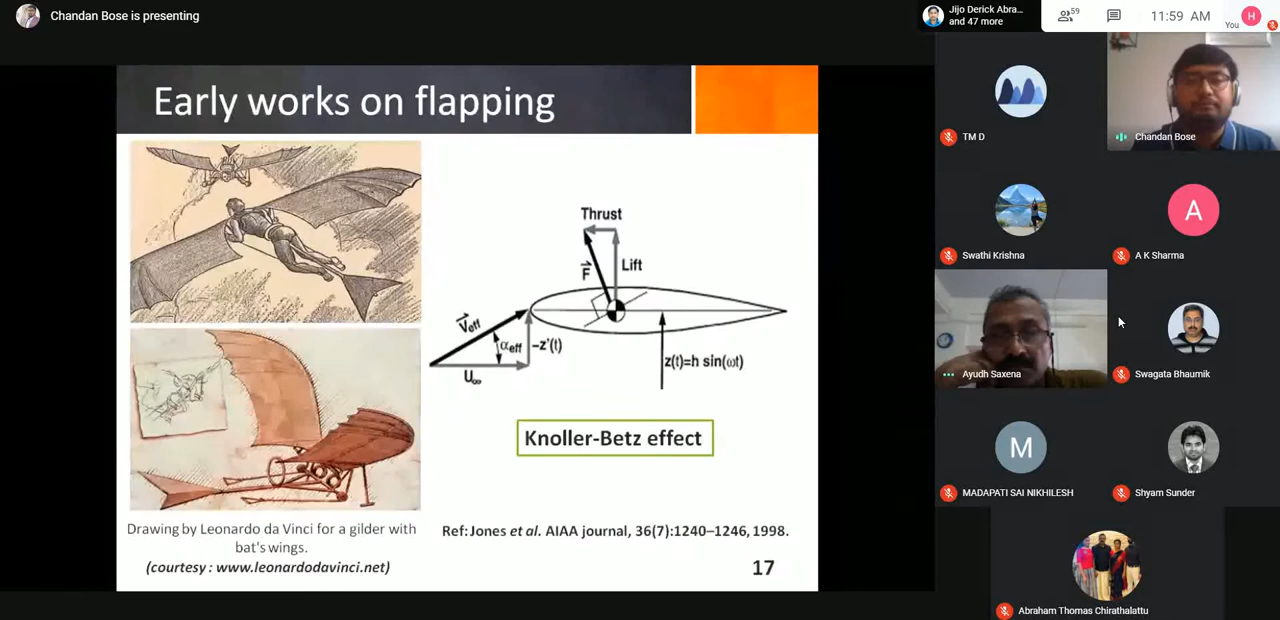 Chandan Bose is presenting
Jijo Derick Abra...
and 47 more
59
11:59 AM
You
H
Early works on flapping
Thrust
F
Lift
Veff
αeff
-z'(t)
U∞
z(t)=h sin(ωt)
Knoller-Betz effect
Drawing by Leonardo da Vinci for a gilder with
bat's wings.
(courtesy : www.leonardodavinci.net)
Ref: Jones et al. AIAA journal, 36(7):1240–1246, 1998.
17
TM D
Chandan Bose
Swathi Krishna
A
A K Sharma
Ayudh Saxena
Swagata Bhaumik
M
MADAPATI SAI NIKHILESH
Shyam Sunder
Abraham Thomas Chirathalattu